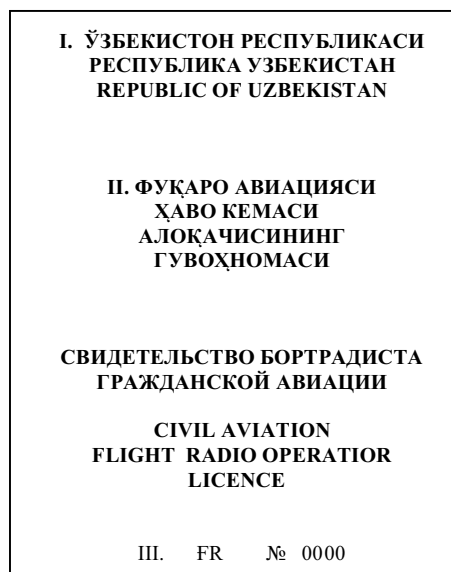 I. ЎЗБЕКИСТОН РЕСПУБЛИКАСИ
РЕСПУБЛИКА УЗБЕКИСТАН
REPUBLIC OF UZBEKISTAN
II. ФУҚАРО АВИАЦИЯСИ
ҲАВО КЕМАСИ
АЛОҚАЧИСИНИНГ
ГУВОҲНОМАСИ
СВИДЕТЕЛЬСТВО БОРТРАДИСТА
ГРАЖДАНСКОЙ АВИАЦИИ
CIVIL AVIATION
FLIGHT RADIO OPERATIOR
LICENCE
III. FR № 0000